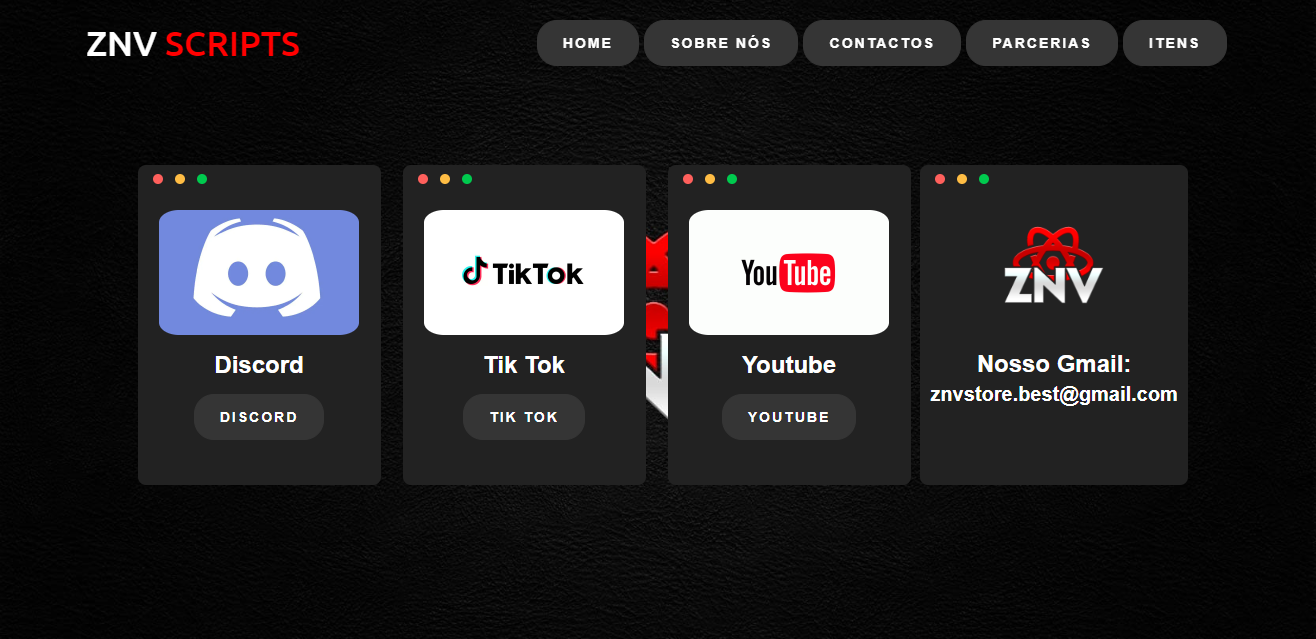 ZNV SCRIPTS
HOME
SOBRE NÓS
CONTACTOS
PARCERIAS
ITENS
TikTok
YouTube
ZNV
Discord
Tik Tok
Youtube
Nosso Gmail:
znvstore.best@gmail.com
DISCORD
TIK TOK
YOUTUBE